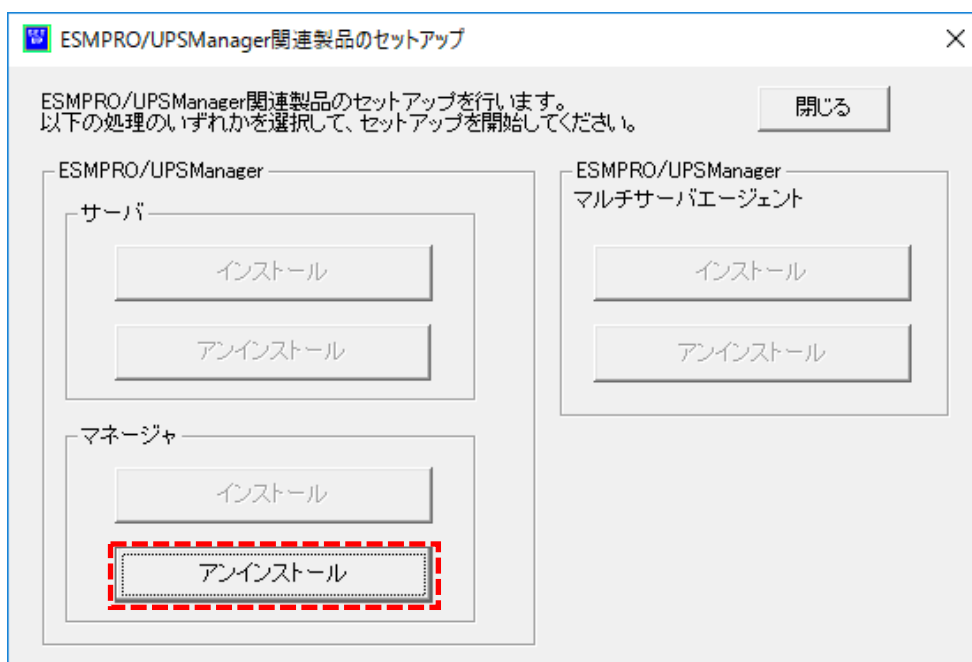 ESMPRO/UPSManager関連製品のセットアップ
ESMPRO/UPSManager関連製品のセットアップを行います。
以下の処理のいずれかを選択して、セットアップを開始してください。
閉じる
ESMPRO/UPSManager
サーバ
インストール
アンインストール
マネージャ
インストール
アンインストール
ESMPRO/UPSManager
マルチサーバエージェント
インストール
アンインストール